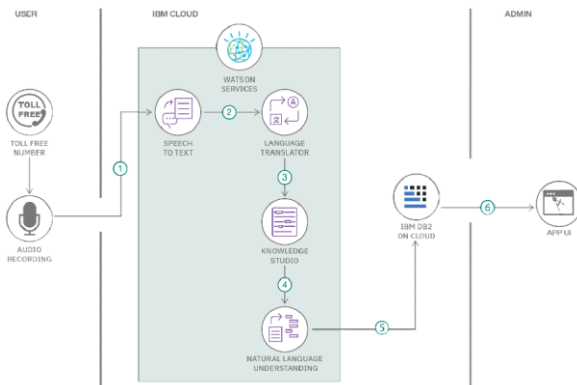 USER
IBM CLOUD
ADMIN
WATSON
SERVICES
TOLL
FREE
TOLL FREE
NUMBER
1
SPEECH
TO TEXT
2
LANGUAGE
TRANSLATOR
3
AUDIO
RECORDING
KNOWLEDGE
STUDIO
4
NATURAL LANGUAGE
UNDERSTANDING
5
IBM DB2
ON CLOUD
6
APP UI